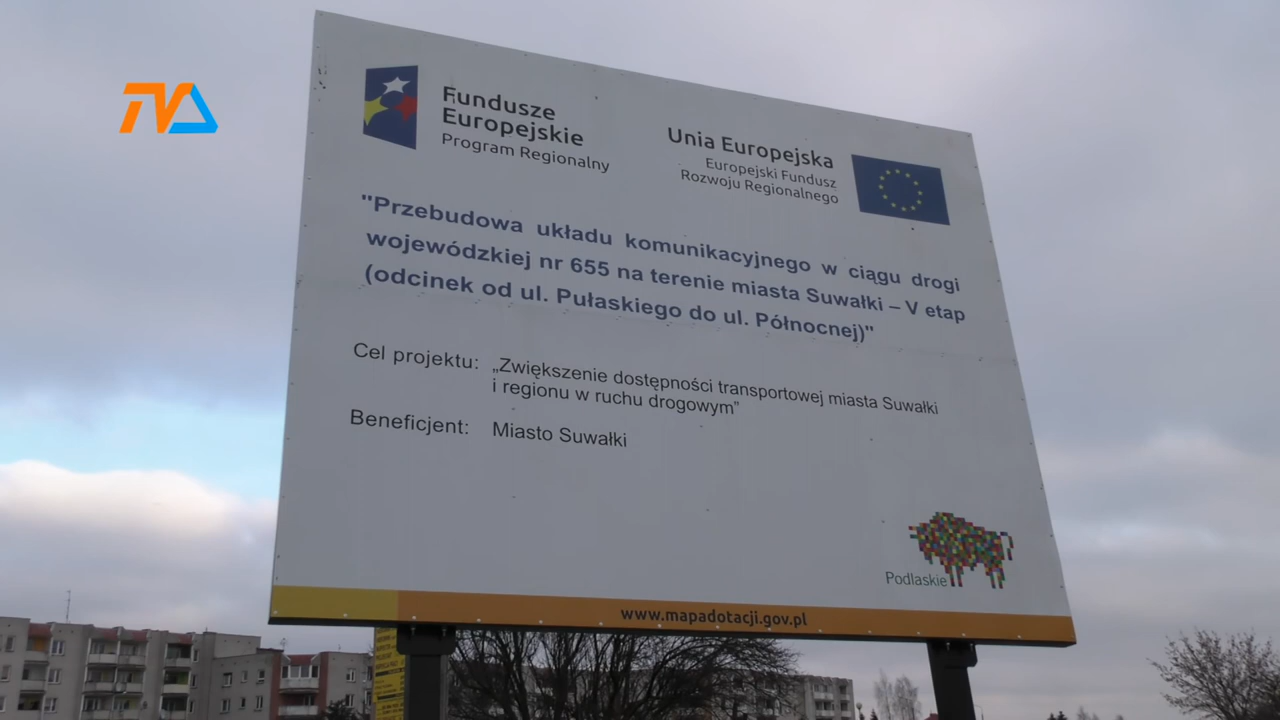 TVA
Fundusze
Europejskie
Program Regionalny
Unia Europejska
Europejski Fundusz
Rozwoju Regionalnego
"Przebudowa układu komunikacyjnego w ciągu drogi
wojewódzkiej nr 655 na terenie miasta Suwałki – V etap
(odcinek od ul. Pułaskiego do ul. Północnej)"
Cel projektu: „Zwiększenie dostępności transportowej miasta Suwałki
i regionu w ruchu drogowym”
Beneficjent: Miasto Suwałki
Podlaskie
www.mapadotacji.gov.pl